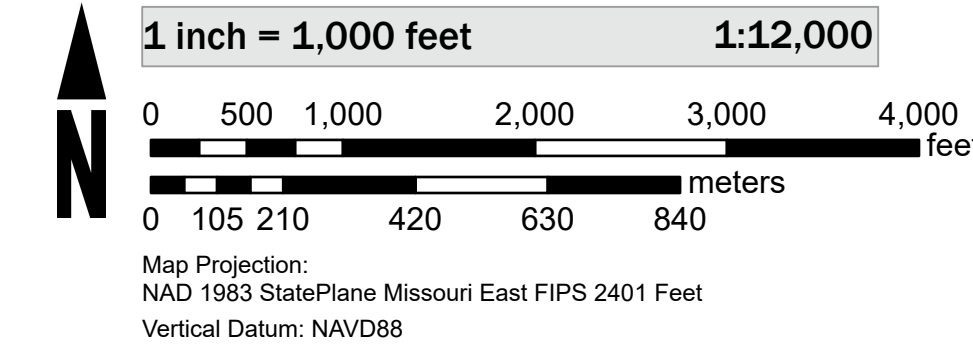 1 inch = 1,000 feet 1:12,000
0 500 1,000 2,000 3,000 4,000
feet
meters
0 105 210 420 630 840
N
Map Projection:
NAD 1983 StatePlane Missouri East FIPS 2401 Feet
Vertical Datum: NAVD88